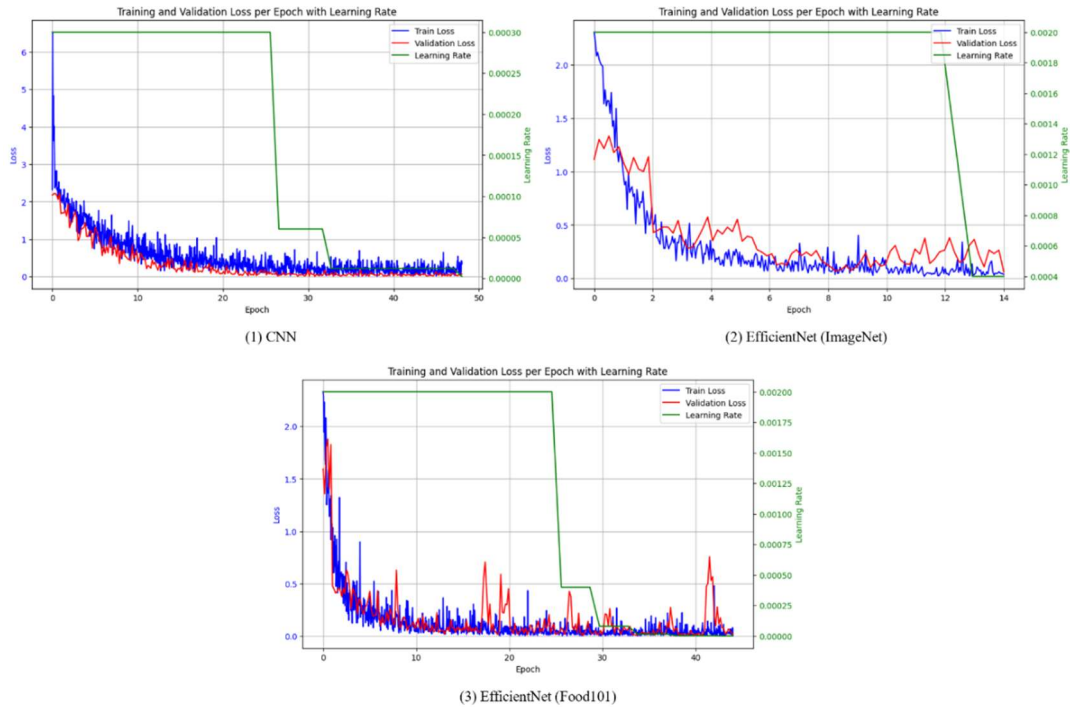 Training and Validation Loss per Epoch with Learning Rate
Train Loss
Validation Loss
Learning Rate
6
5
4
3
2
1
0
Loss
0.00030
0.00025
0.00020
0.00015
0.00010
0.00005
0.00000
Learning Rate
0 10 20 30 40 50
Epoch
(1) CNN
Training and Validation Loss per Epoch with Learning Rate
Train Loss
Validation Loss
Learning Rate
2.0
1.5
1.0
0.5
0.0
Loss
0.0020
0.0018
0.0016
0.0014
0.0012
0.0010
0.0008
0.0006
0.0004
Learning Rate
0 2 4 6 8 10 12 14
Epoch
(2) EfficientNet (ImageNet)
Training and Validation Loss per Epoch with Learning Rate
Train Loss
Validation Loss
Learning Rate
2.0
1.5
1.0
0.5
0.0
Loss
0.00200
0.00175
0.00150
0.00125
0.00100
0.00075
0.00050
0.00025
0.00000
Learning Rate
0 10 20 30 40
Epoch
(3) EfficientNet (Food101)